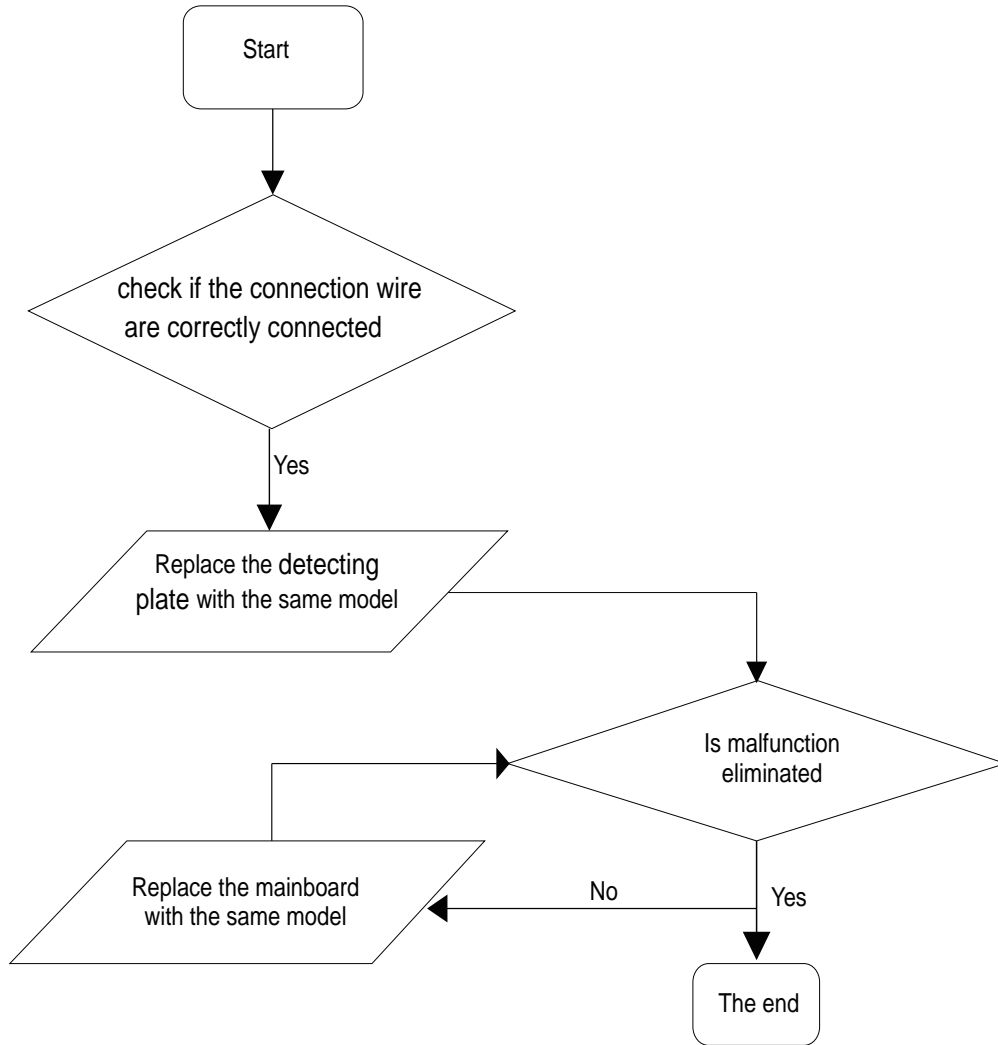 Start
check if the connection wire
are correctly connected
Yes
Replace the detecting
plate with the same model
Is malfunction
eliminated
Replace the mainboard
with the same model
No
Yes
The end